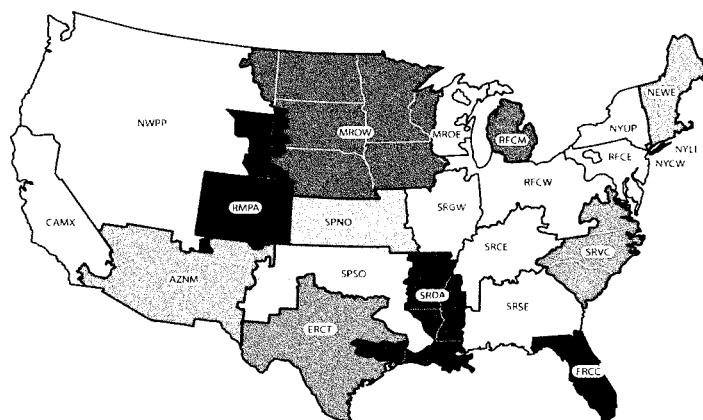 NEWE
NWPP
MROW
MROE
RFCM
NYUP
NYLI
RFCE
NYCW
RMPA
RFCW
CAMX
SPNO
SRGW
SRCE
SRVC
AZNM
SPSO
SRDA
SRSE
ERCT
FRCC